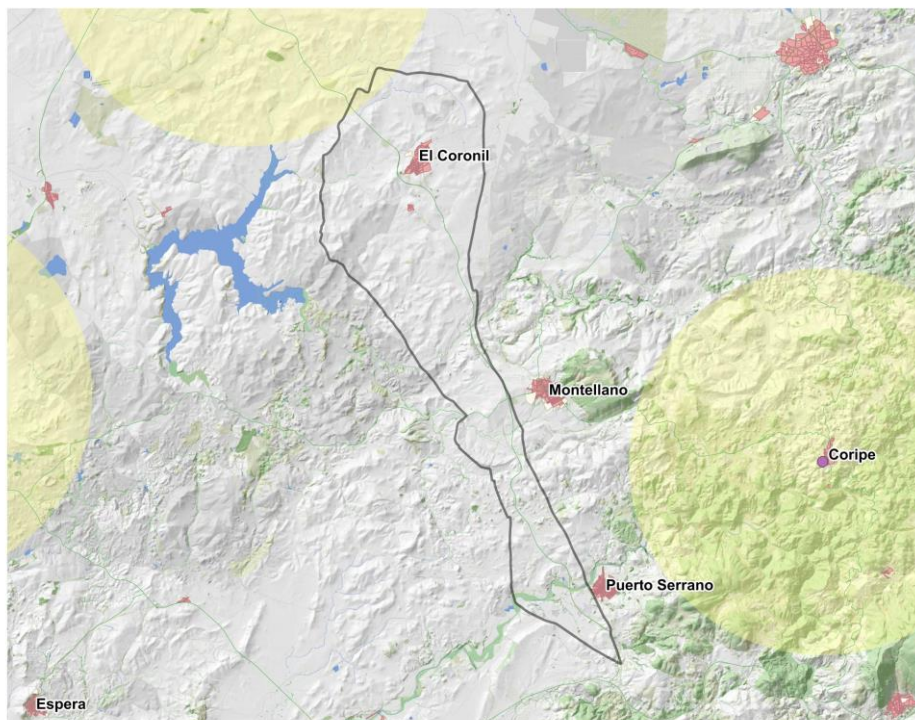 El Coronil
Montellano
Coripe
Puerto Serrano
Espera